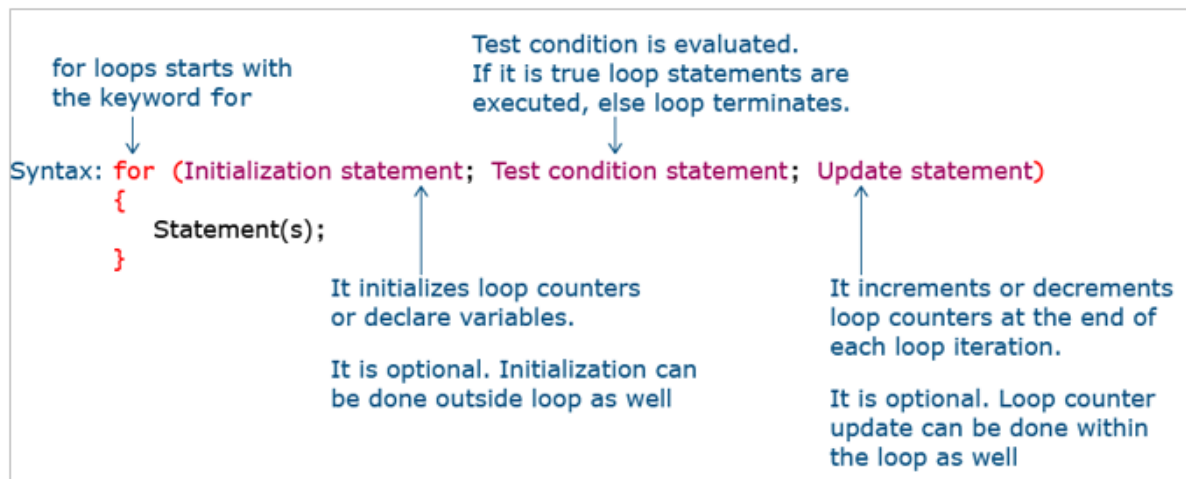 for loops starts with
the keyword for
Test condition is evaluated.
If it is true loop statements are
executed, else loop terminates.
Syntax: for (Initialization statement; Test condition statement; Update statement)
{
Statement(s);
}
It initializes loop counters
or declare variables.
It is optional. Initialization can
be done outside loop as well
It increments or decrements
loop counters at the end of
each loop iteration.
It is optional. Loop counter
update can be done within
the loop as well